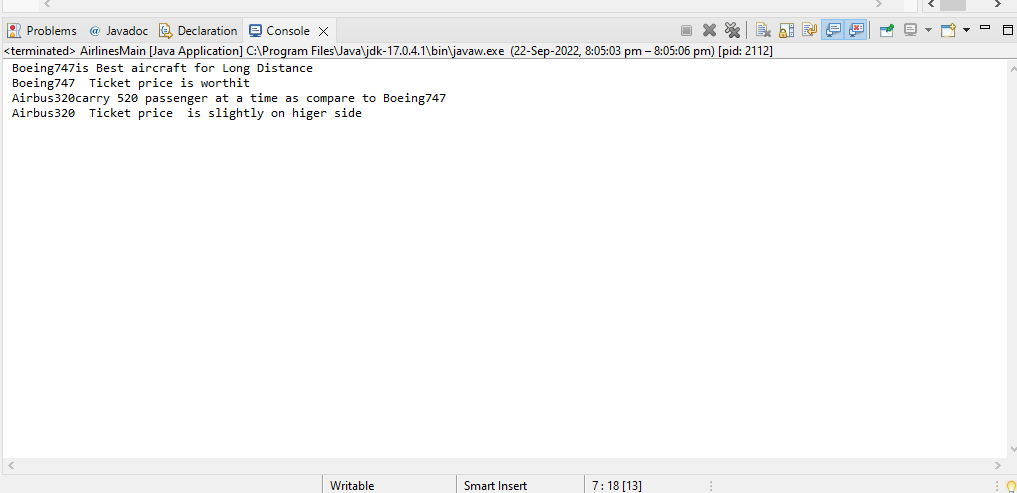 Problems @ Javadoc Declaration Console
<terminated> AirlinesMain [Java Application] C:\Program Files\Java\jdk-17.0.4.1\bin\javaw.exe (22-Sep-2022, 8:05:03 pm – 8:05:06 pm) [pid: 2112]
Boeing747is Best aircraft for Long Distance
Boeing747  Ticket price is worthit
Airbus320carry 520 passenger at a time as compare to Boeing747
Airbus320  Ticket price  is slightly on higer side
Writable Smart Insert 7 : 18 [13]